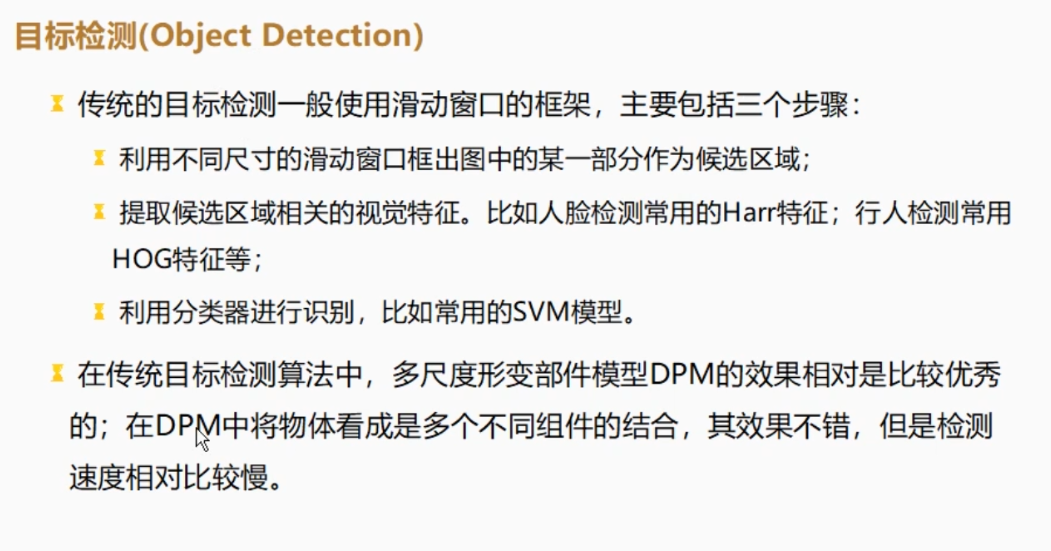 目标检测(Object Detection)
传统的目标检测一般使用滑动窗口的框架，主要包括三个步骤：
利用不同尺寸的滑动窗口框出图中的某一部分作为候选区域；
提取候选区域相关的视觉特征。比如人脸检测常用的Harr特征；行人检测常用
HOG特征等；
利用分类器进行识别，比如常用的SVM模型。
在传统目标检测算法中，多尺度形变部件模型DPM的效果相对是比较优秀
的；在DPM中将物体看成是多个不同组件的结合，其效果不错，但是检测
速度相对比较慢。